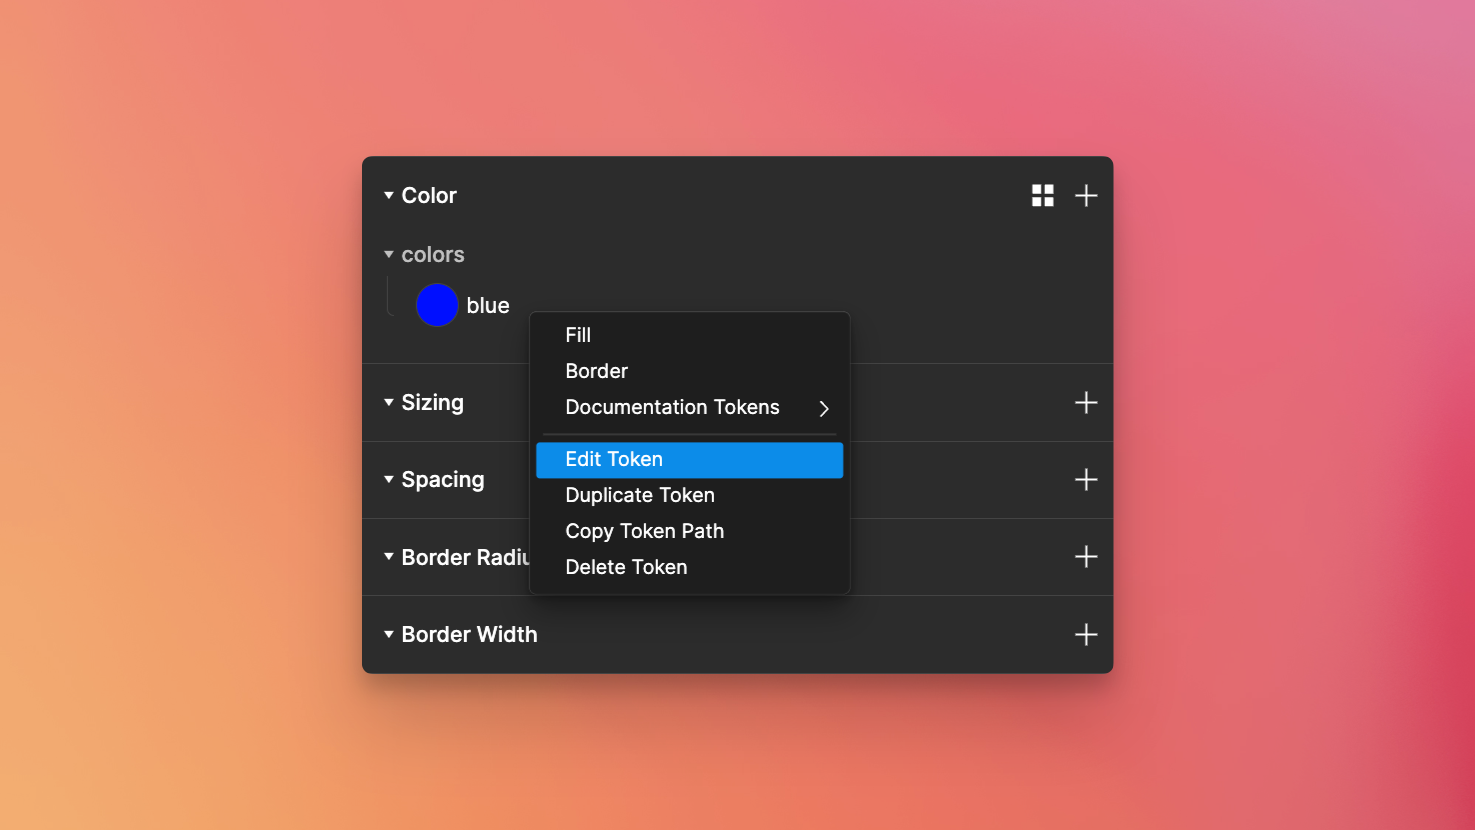 Color
colors
blue
Fill
Border
Documentation Tokens
Sizing
Edit Token
Spacing
Duplicate Token
Copy Token Path
Border Radiu
Delete Token
Border Width